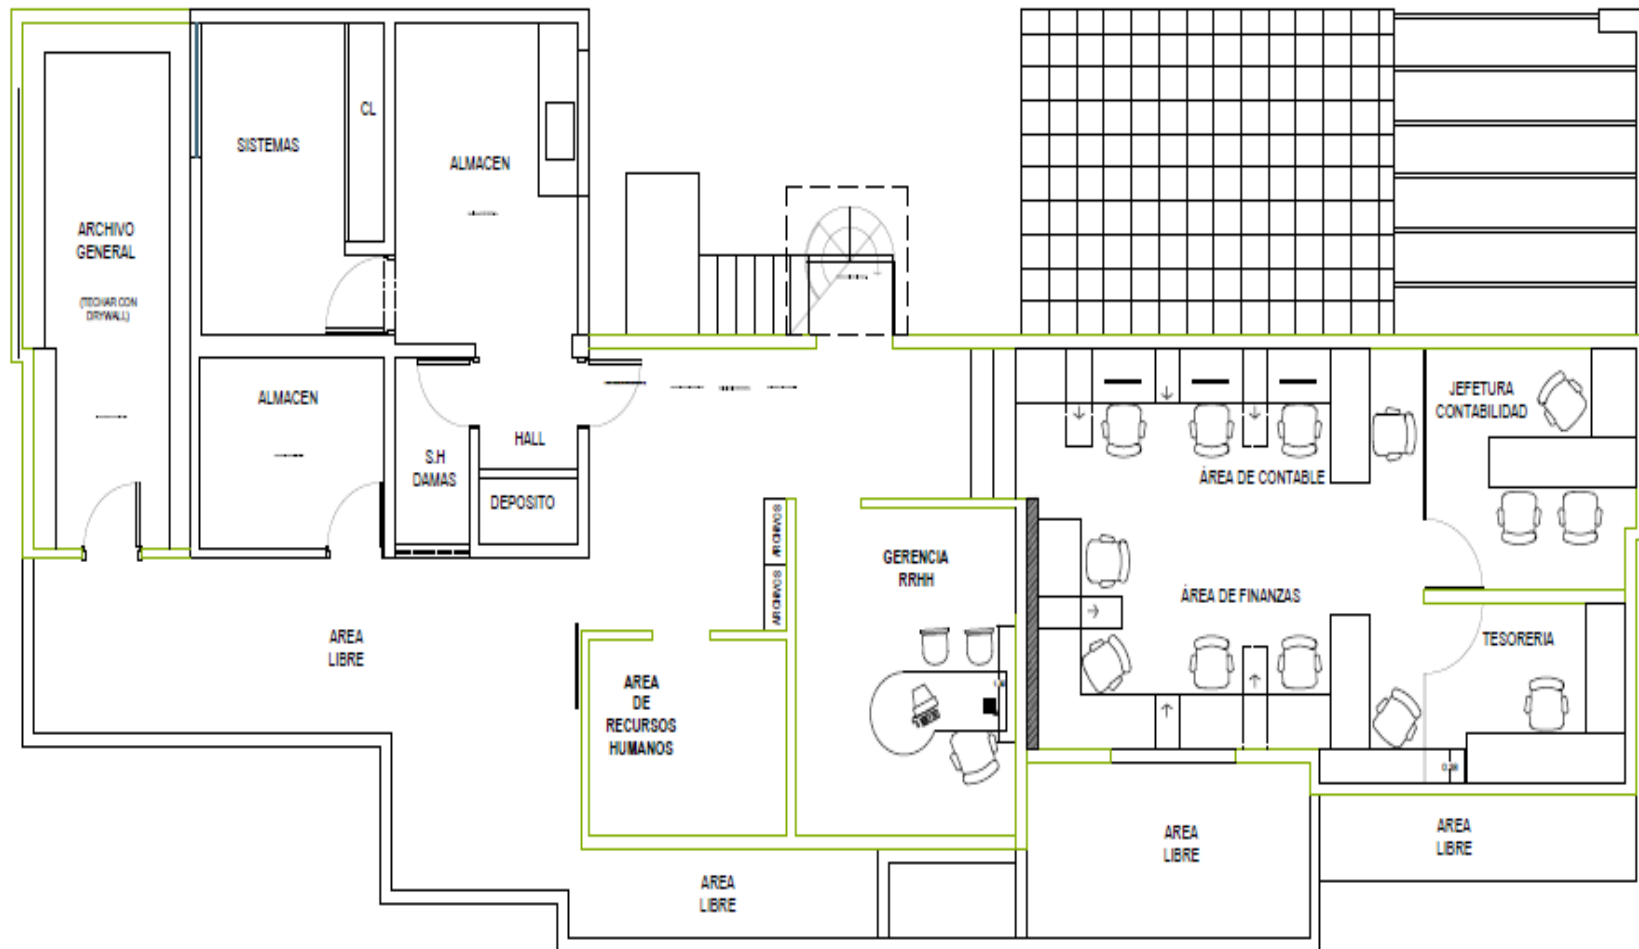 SISTEMAS
CL
ALMACEN
ARCHIVO
GENERAL
(TECHAR CON
DRYWALL)
ALMACEN
HALL
S.H
DAMAS
DEPOSITO
ARCHIVOS
ARCHIVOS
GERENCIA
RRHH
AREA
DE
RECURSOS
HUMANOS
AREA
LIBRE
ÁREA DE CONTABLE
ÁREA DE FINANZAS
JEFETURA
CONTABILIDAD
TESORERIA
AREA
LIBRE
AREA
LIBRE
AREA
LIBRE